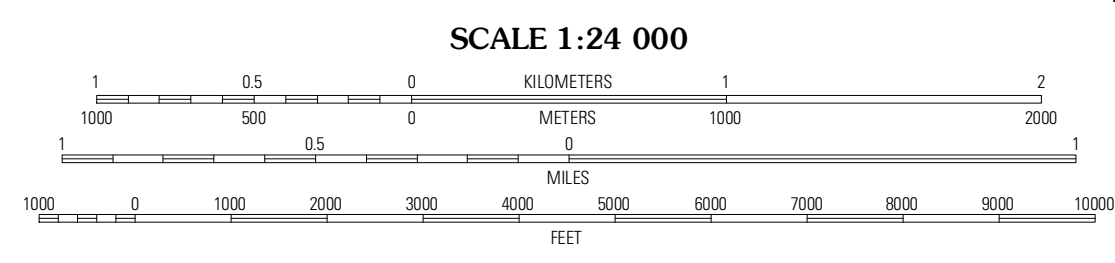 SCALE 1:24 000
1 0.5 0 KILOMETERS 1 2
1000 500 0 METERS 1000 2000
1 0.5 0 1
MILES
1000 0 1000 2000 3000 4000 5000 6000 7000 8000 9000 10000
FEET